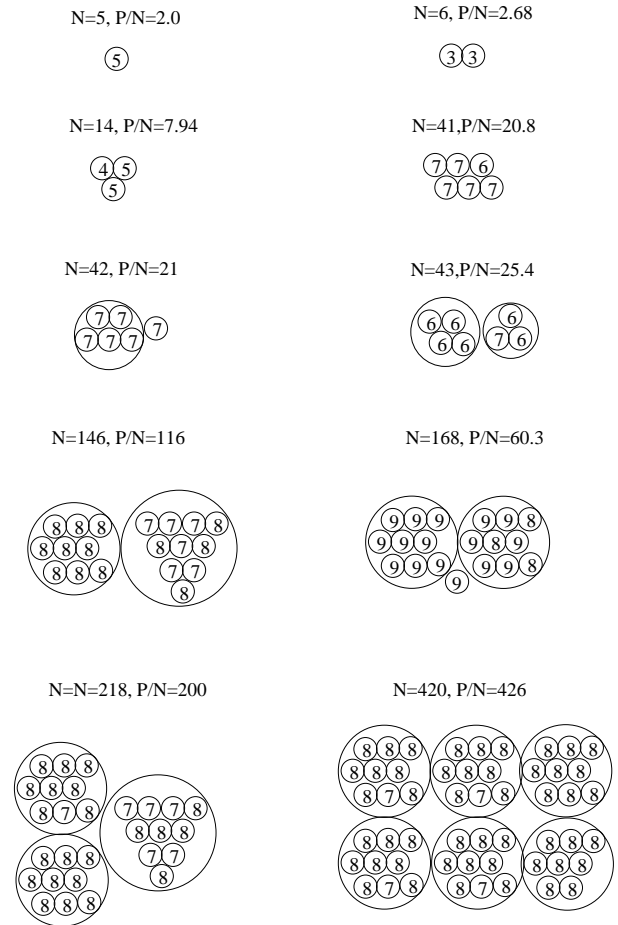 N=5, P/N=2.0
5
N=6, P/N=2.68
3 3
N=14, P/N=7.94
4 5
5
N=41,P/N=20.8
7 7 6
7 7 7
N=42, P/N=21
7 7
7 7 7
7
N=43,P/N=25.4
6 6
6 6
6
7 6
N=146, P/N=116
8 8 8
8 8 8
8 8 8
7 7 7 8
8 7 8
7 7
8
N=168, P/N=60.3
9 9 9
9 9 9
9 9 9
9 9 8
9 8 9
9 9 8
9
N=N=218, P/N=200
8 8 8
8 8 8
8 7 8
8 8 8
8 8 8
8 8 8
7 7 7 8
8 8 8
7 7
8
N=420, P/N=426
8 8 8
8 8 8
8 7 8
8 8 8
8 8 8
8 7 8
8 8 8
8 8 8
8 8 8
8 8 8
8 8 8
8 7 8
8 8 8
8 8 8
8 7 8
8 8 8
8 8 8
8 8